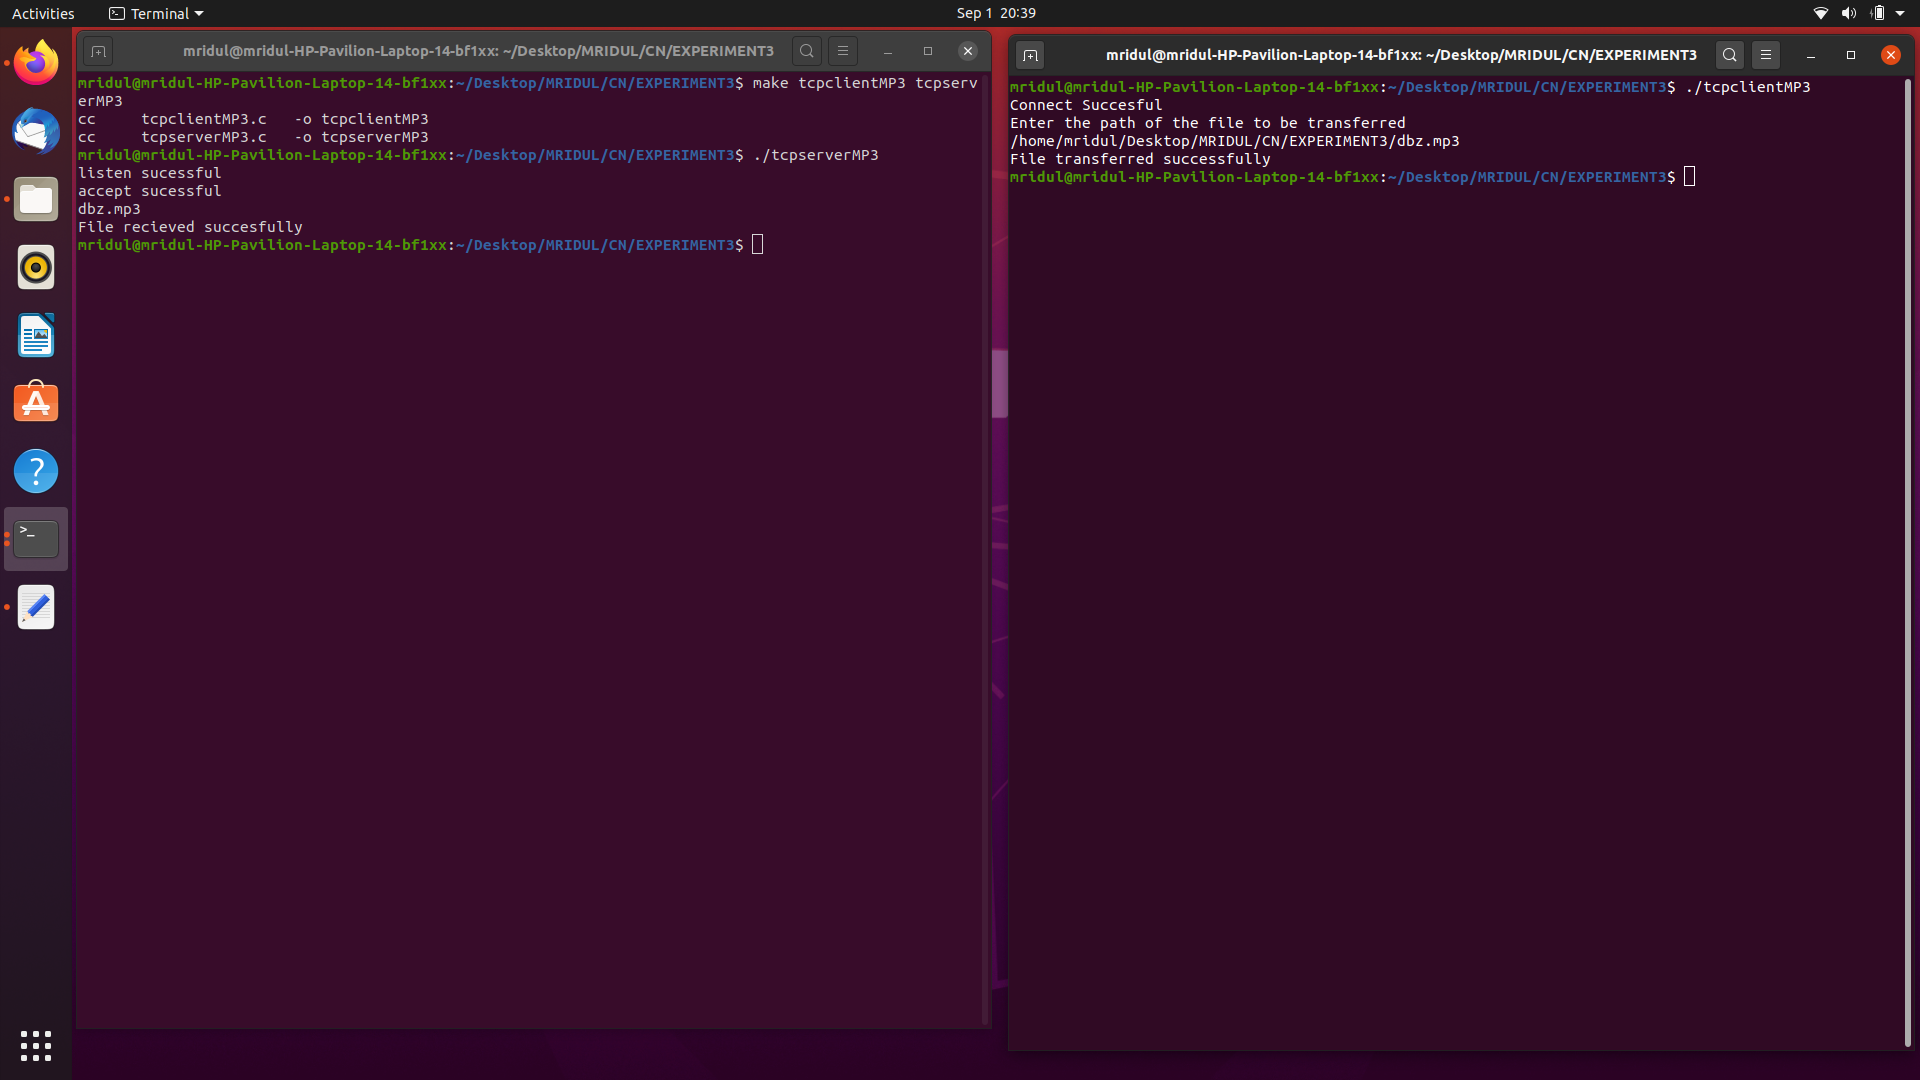 Activities
Terminal
Sep 1 20:39
mridul@mridul-HP-Pavilion-Laptop-14-bf1xx: ~/Desktop/MRIDUL/CN/EXPERIMENT3
mridul@mridul-HP-Pavilion-Laptop-14-bf1xx:~/Desktop/MRIDUL/CN/EXPERIMENT3$ make tcpclientMP3 tcpserv
erMP3
cc     tcpclientMP3.c   -o tcpclientMP3
cc     tcpserverMP3.c   -o tcpserverMP3
mridul@mridul-HP-Pavilion-Laptop-14-bf1xx:~/Desktop/MRIDUL/CN/EXPERIMENT3$ ./tcpserverMP3
listen sucessful
accept sucessful
dbz.mp3
File recieved succesfully
mridul@mridul-HP-Pavilion-Laptop-14-bf1xx:~/Desktop/MRIDUL/CN/EXPERIMENT3$
mridul@mridul-HP-Pavilion-Laptop-14-bf1xx: ~/Desktop/MRIDUL/CN/EXPERIMENT3
mridul@mridul-HP-Pavilion-Laptop-14-bf1xx:~/Desktop/MRIDUL/CN/EXPERIMENT3$ ./tcpclientMP3
Connect Succesful
Enter the path of the file to be transferred
/home/mridul/Desktop/MRIDUL/CN/EXPERIMENT3/dbz.mp3
File transferred successfully
mridul@mridul-HP-Pavilion-Laptop-14-bf1xx:~/Desktop/MRIDUL/CN/EXPERIMENT3$